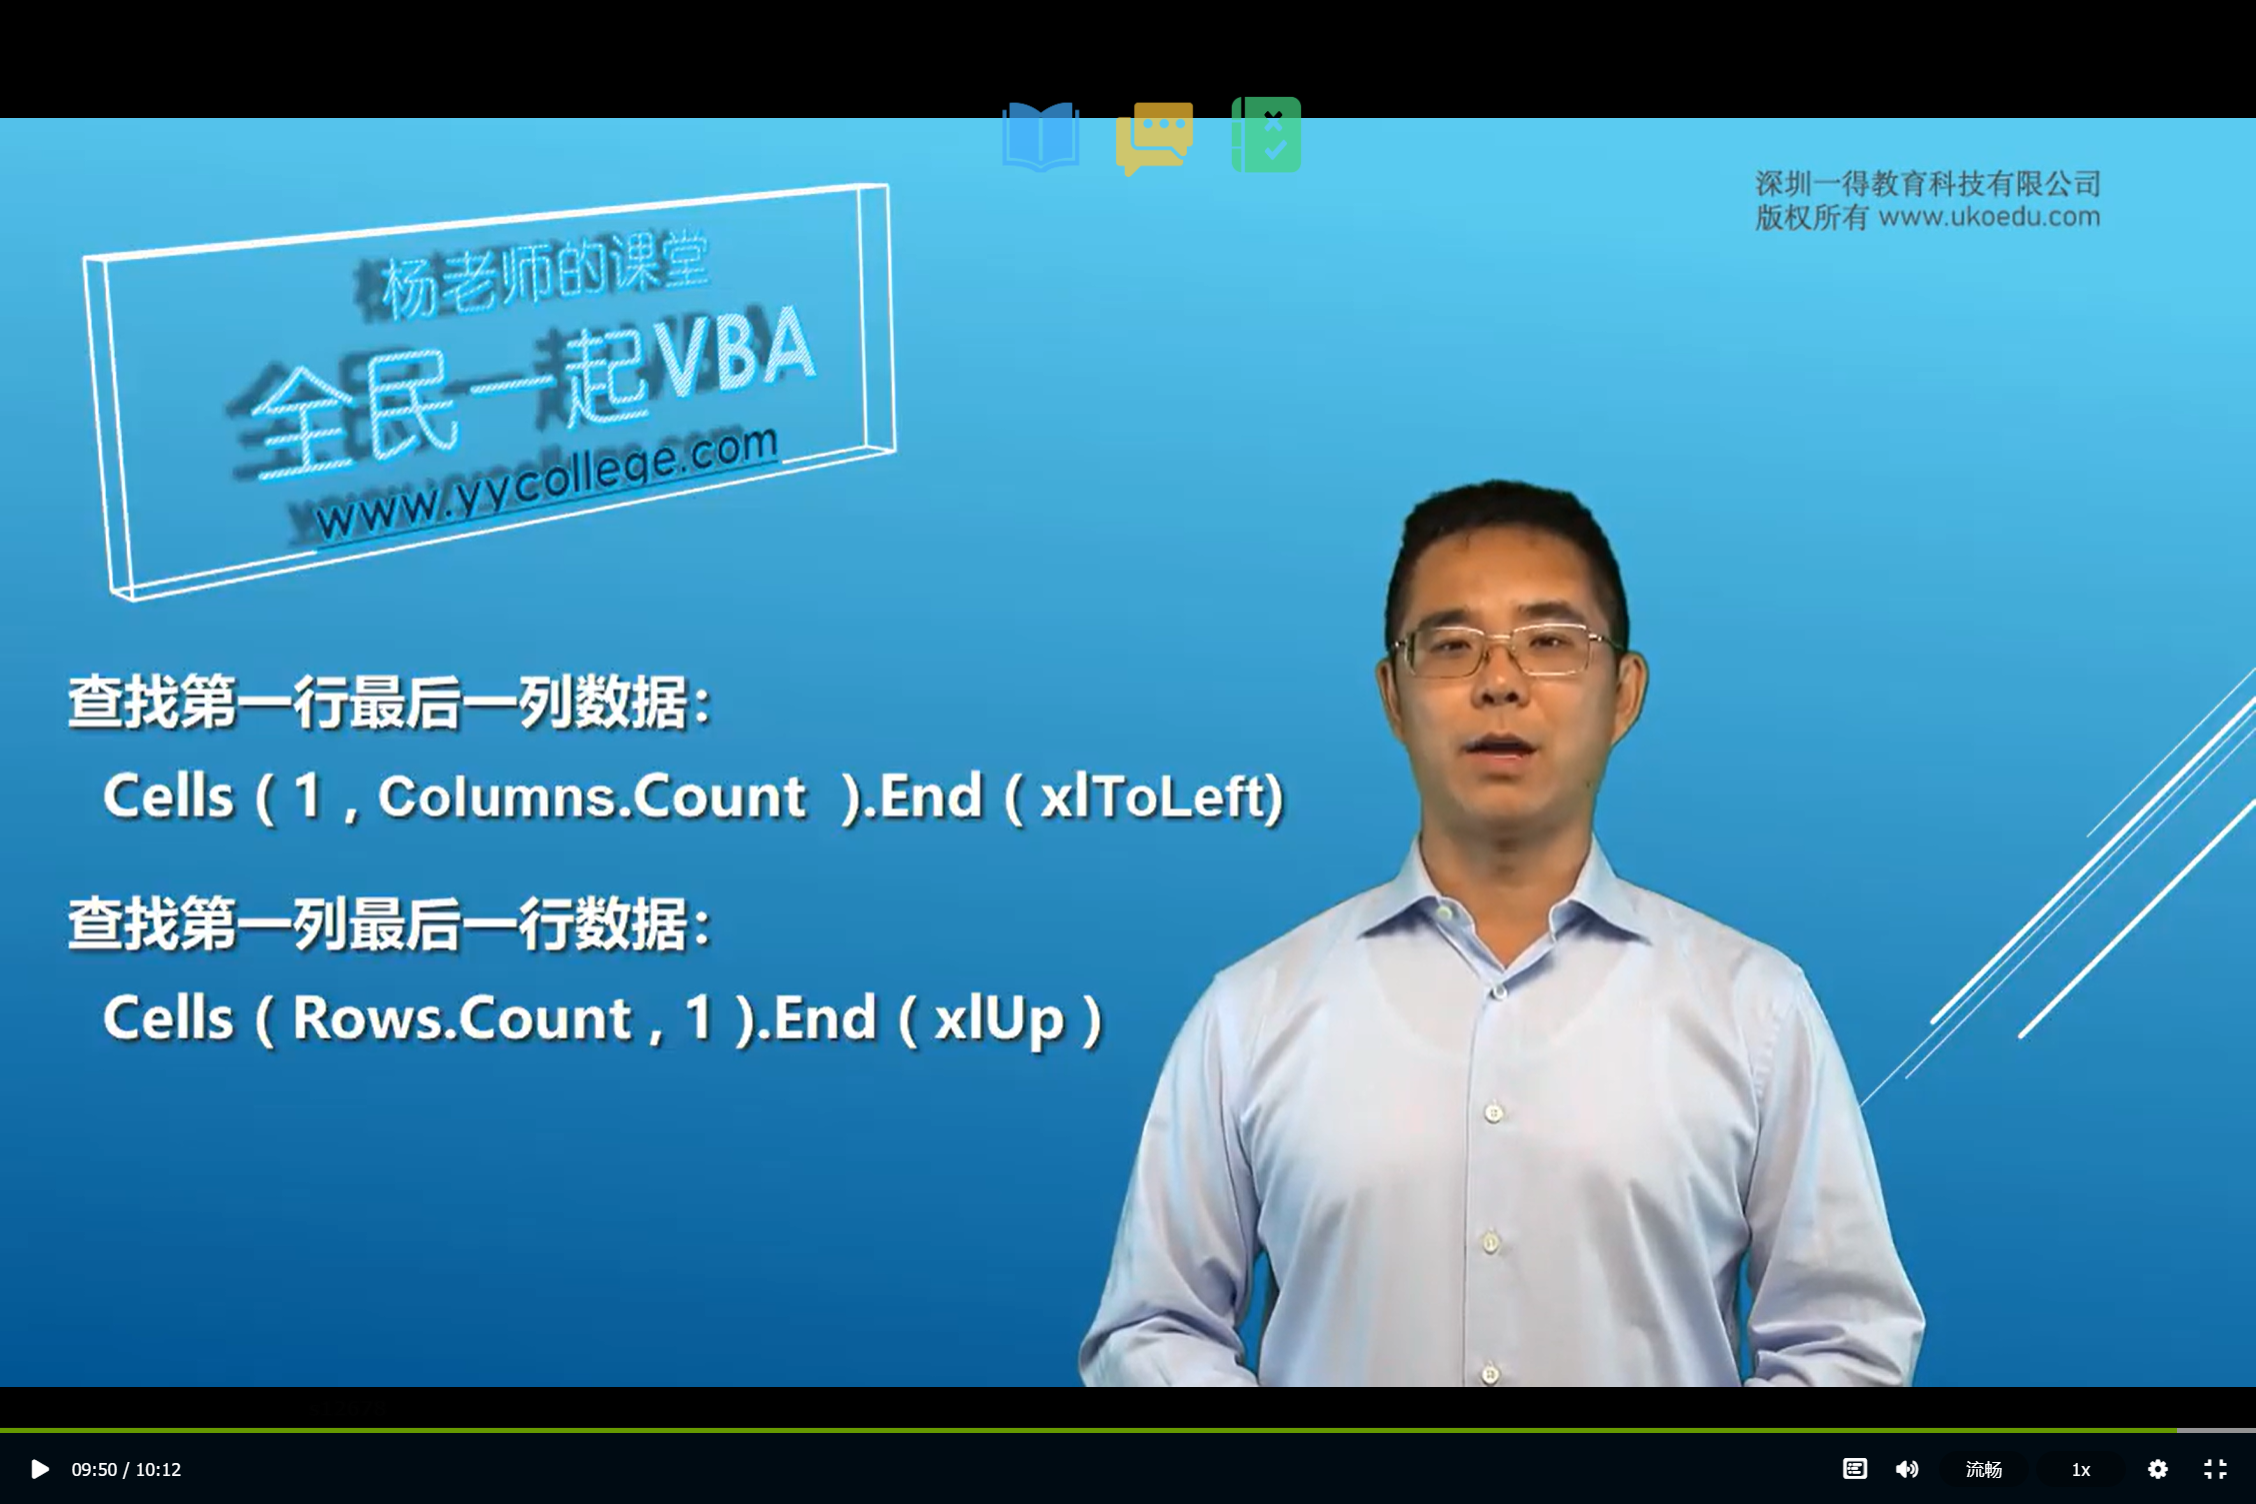 深圳一得教育科技有限公司
版权所有 www.ukoedu.com
杨老师的课堂
全民一起VBA
www.yycollege.com
查找第一行最后一列数据：
Cells ( 1 , Columns.Count ).End ( xlToLeft)
查找第一列最后一行数据：
Cells ( Rows.Count , 1 ).End ( xlUp )
09:50 / 10:12
流畅
1x